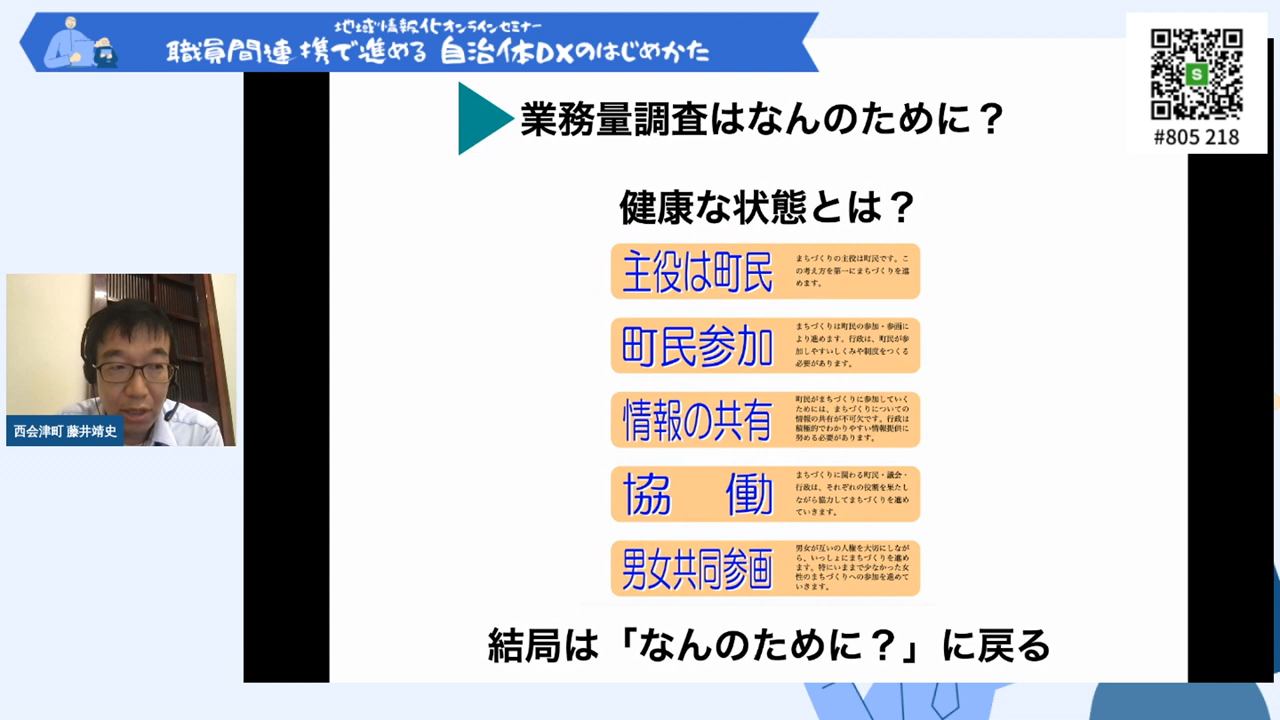 地域情報化オンラインセミナー
職員間連携で進める 自治体DXのはじめかた
S
#805 218
業務量調査はなんのために？
健康な状態とは？
主役は町民
まちづくりの主役は町民です。こ
の考え方を第一にまちづくりを進
めます。
町民参加
まちづくりは町民の参加・参画に
より進めます。行政は、町民が参
加しやすいしくみや制度をつくる
必要があります。
情報の共有
町民がまちづくりに参加していく
ためには、まちづくりについての
情報の共有が不可欠です。行政は
積極的でわかりやすい情報提供に
努める必要があります。
協 働
まちづくりに関わる町民・議会・
行政は、それぞれの役割を果たし
ながら協力してまちづくりを進め
ていきます。
男女共同参画
男女が互いの人権を大切にしなが
ら、いっしょにまちづくりを進め
ます。特にいままで少なかった女
性のまちづくりへの参加を進めて
いきます。
結局は「なんのために？」に戻る
西会津町 藤井靖史